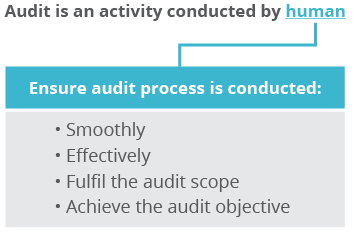 Audit is an activity conducted by human
Ensure audit process is conducted:
• Smoothly
• Effectively
• Fulfil the audit scope
• Achieve the audit objective